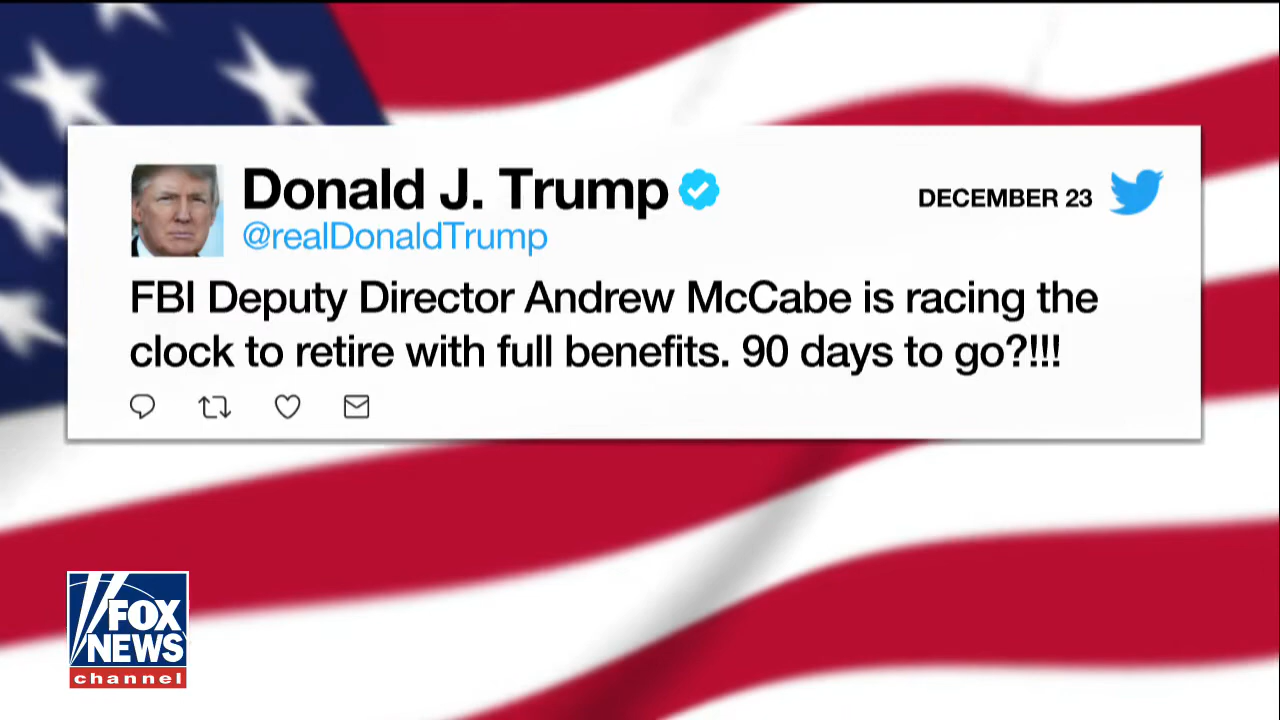 Donald J. Trump
@realDonaldTrump
DECEMBER 23
FBI Deputy Director Andrew McCabe is racing the
clock to retire with full benefits. 90 days to go?!!!
FOX
NEWS
channel